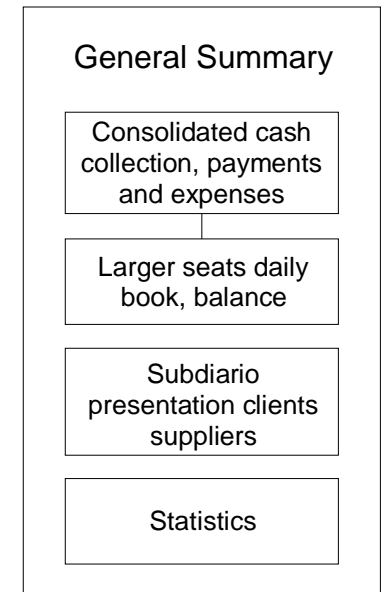 General Summary
Consolidated cash
collection, payments
and expenses
Larger seats daily
book, balance
Subdiario
presentation clients
suppliers
Statistics